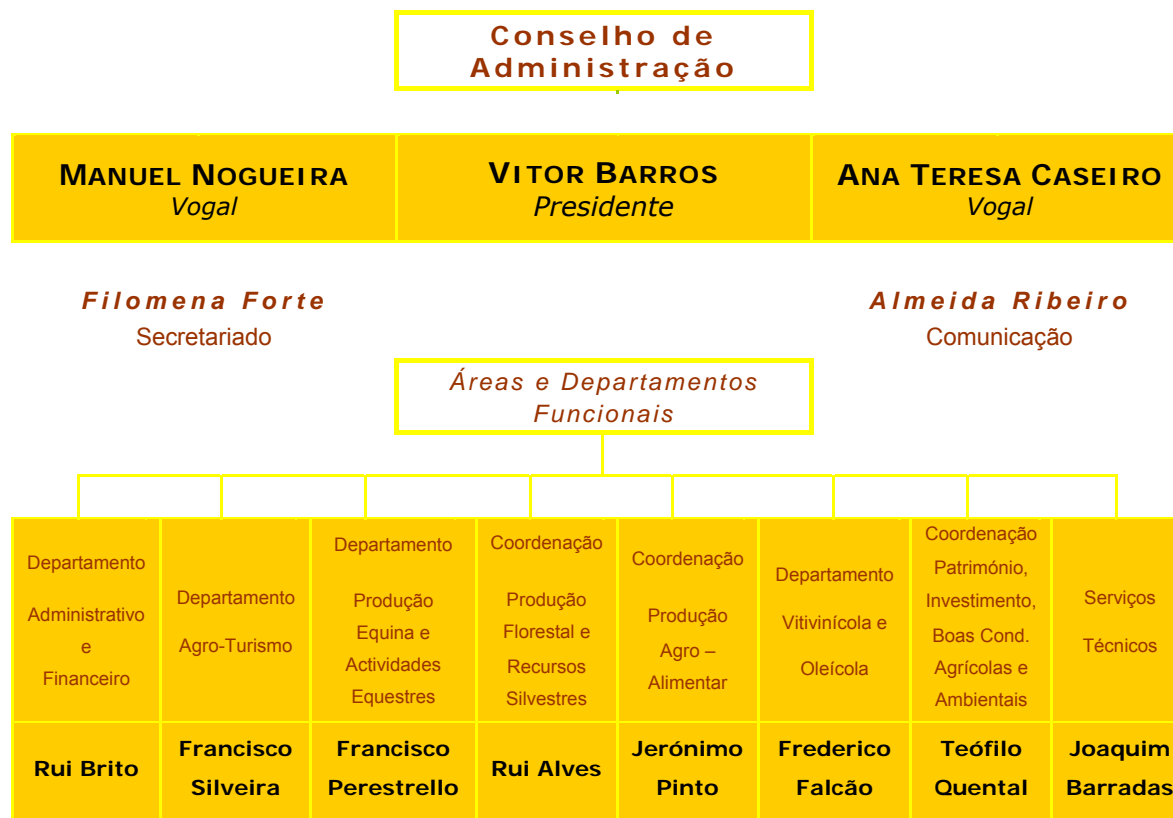 Conselho de
Administração
MANUEL NOGUEIRA
Vogal
VITOR BARROS
Presidente
ANA TERESA CASEIRO
Vogal
Filomena Forte
Secretariado
Almeida Ribeiro
Comunicação
Áreas e Departamentos
Funcionais
Departamento
Administrativo
e
Financeiro
Departamento
Agro-Turismo
Departamento
Produção
Equina e
Actividades
Equestres
Coordenação
Produção
Florestal e
Recursos
Silvestres
Coordenação
Produção
Agro –
Alimentar
Departamento
Vitivinícola e
Oleícola
Coordenação
Património,
Investimento,
Boas Cond.
Agrícolas e
Ambientais
Serviços
Técnicos
Rui Brito
Francisco
Silveira
Francisco
Perestrello
Rui Alves
Jerónimo
Pinto
Frederico
Falcão
Teófilo
Quental
Joaquim
Barradas